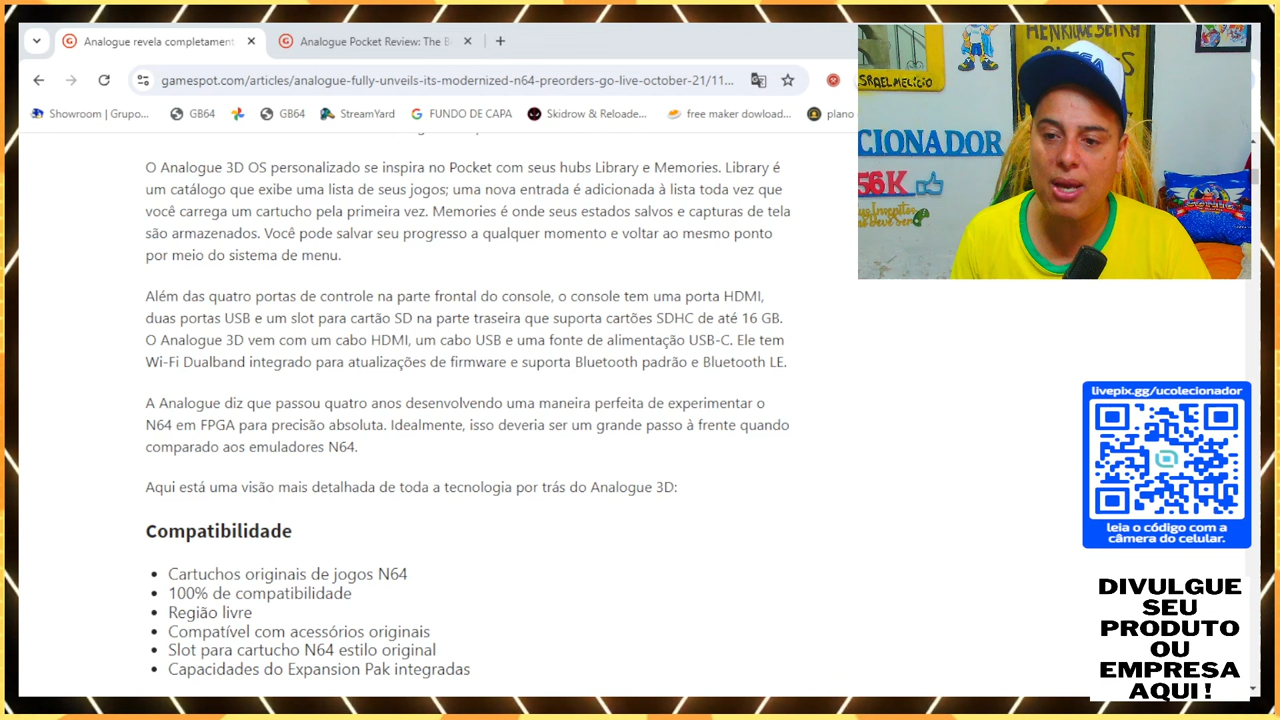 Analogue revela completament
Analogue Pocket Review: The B
gamespot.com/articles/analogue-fully-unveils-its-modernized-n64-preorders-go-live-october-21/11...
Showroom | Grupo...
GB64
GB64
StreamYard
FUNDO DE CAPA
Skidrow & Reloade...
free maker dowload...
plano
O Analogue 3D OS personalizado se inspira no Pocket com seus hubs Library e Memories. Library é
um catálogo que exibe uma lista de seus jogos; uma nova entrada é adicionada à lista toda vez que
você carrega um cartucho pela primeira vez. Memories é onde seus estados salvos e capturas de tela
são armazenados. Você pode salvar seu progresso a qualquer momento e voltar ao mesmo ponto
por meio do sistema de menu.
Além das quatro portas de controle na parte frontal do console, o console tem uma porta HDMI,
duas portas USB e um slot para cartão SD na parte traseira que suporta cartões SDHC de até 16 GB.
O Analogue 3D vem com um cabo HDMI, um cabo USB e uma fonte de alimentação USB-C. Ele tem
Wi-Fi Dualband integrado para atualizações de firmware e suporta Bluetooth padrão e Bluetooth LE.
A Analogue diz que passou quatro anos desenvolvendo uma maneira perfeita de experimentar o
N64 em FPGA para precisão absoluta. Idealmente, isso deveria ser um grande passo à frente quando
comparado aos emuladores N64.
Aqui está uma visão mais detalhada de toda a tecnologia por trás do Analogue 3D:
Compatibilidade
Cartuchos originais de jogos N64
100% de compatibilidade
Região livre
Compatível com acessórios originais
Slot para cartucho N64 estilo original
Capacidades do Expansion Pak integradas
ISRAEL MELICIO
CIONADOR
56K
livepix.gg/ucolecionador
leia o código com a
câmera do celular.
DIVULGUE
SEU
PRODUTO
OU
EMPRESA
AQUI!